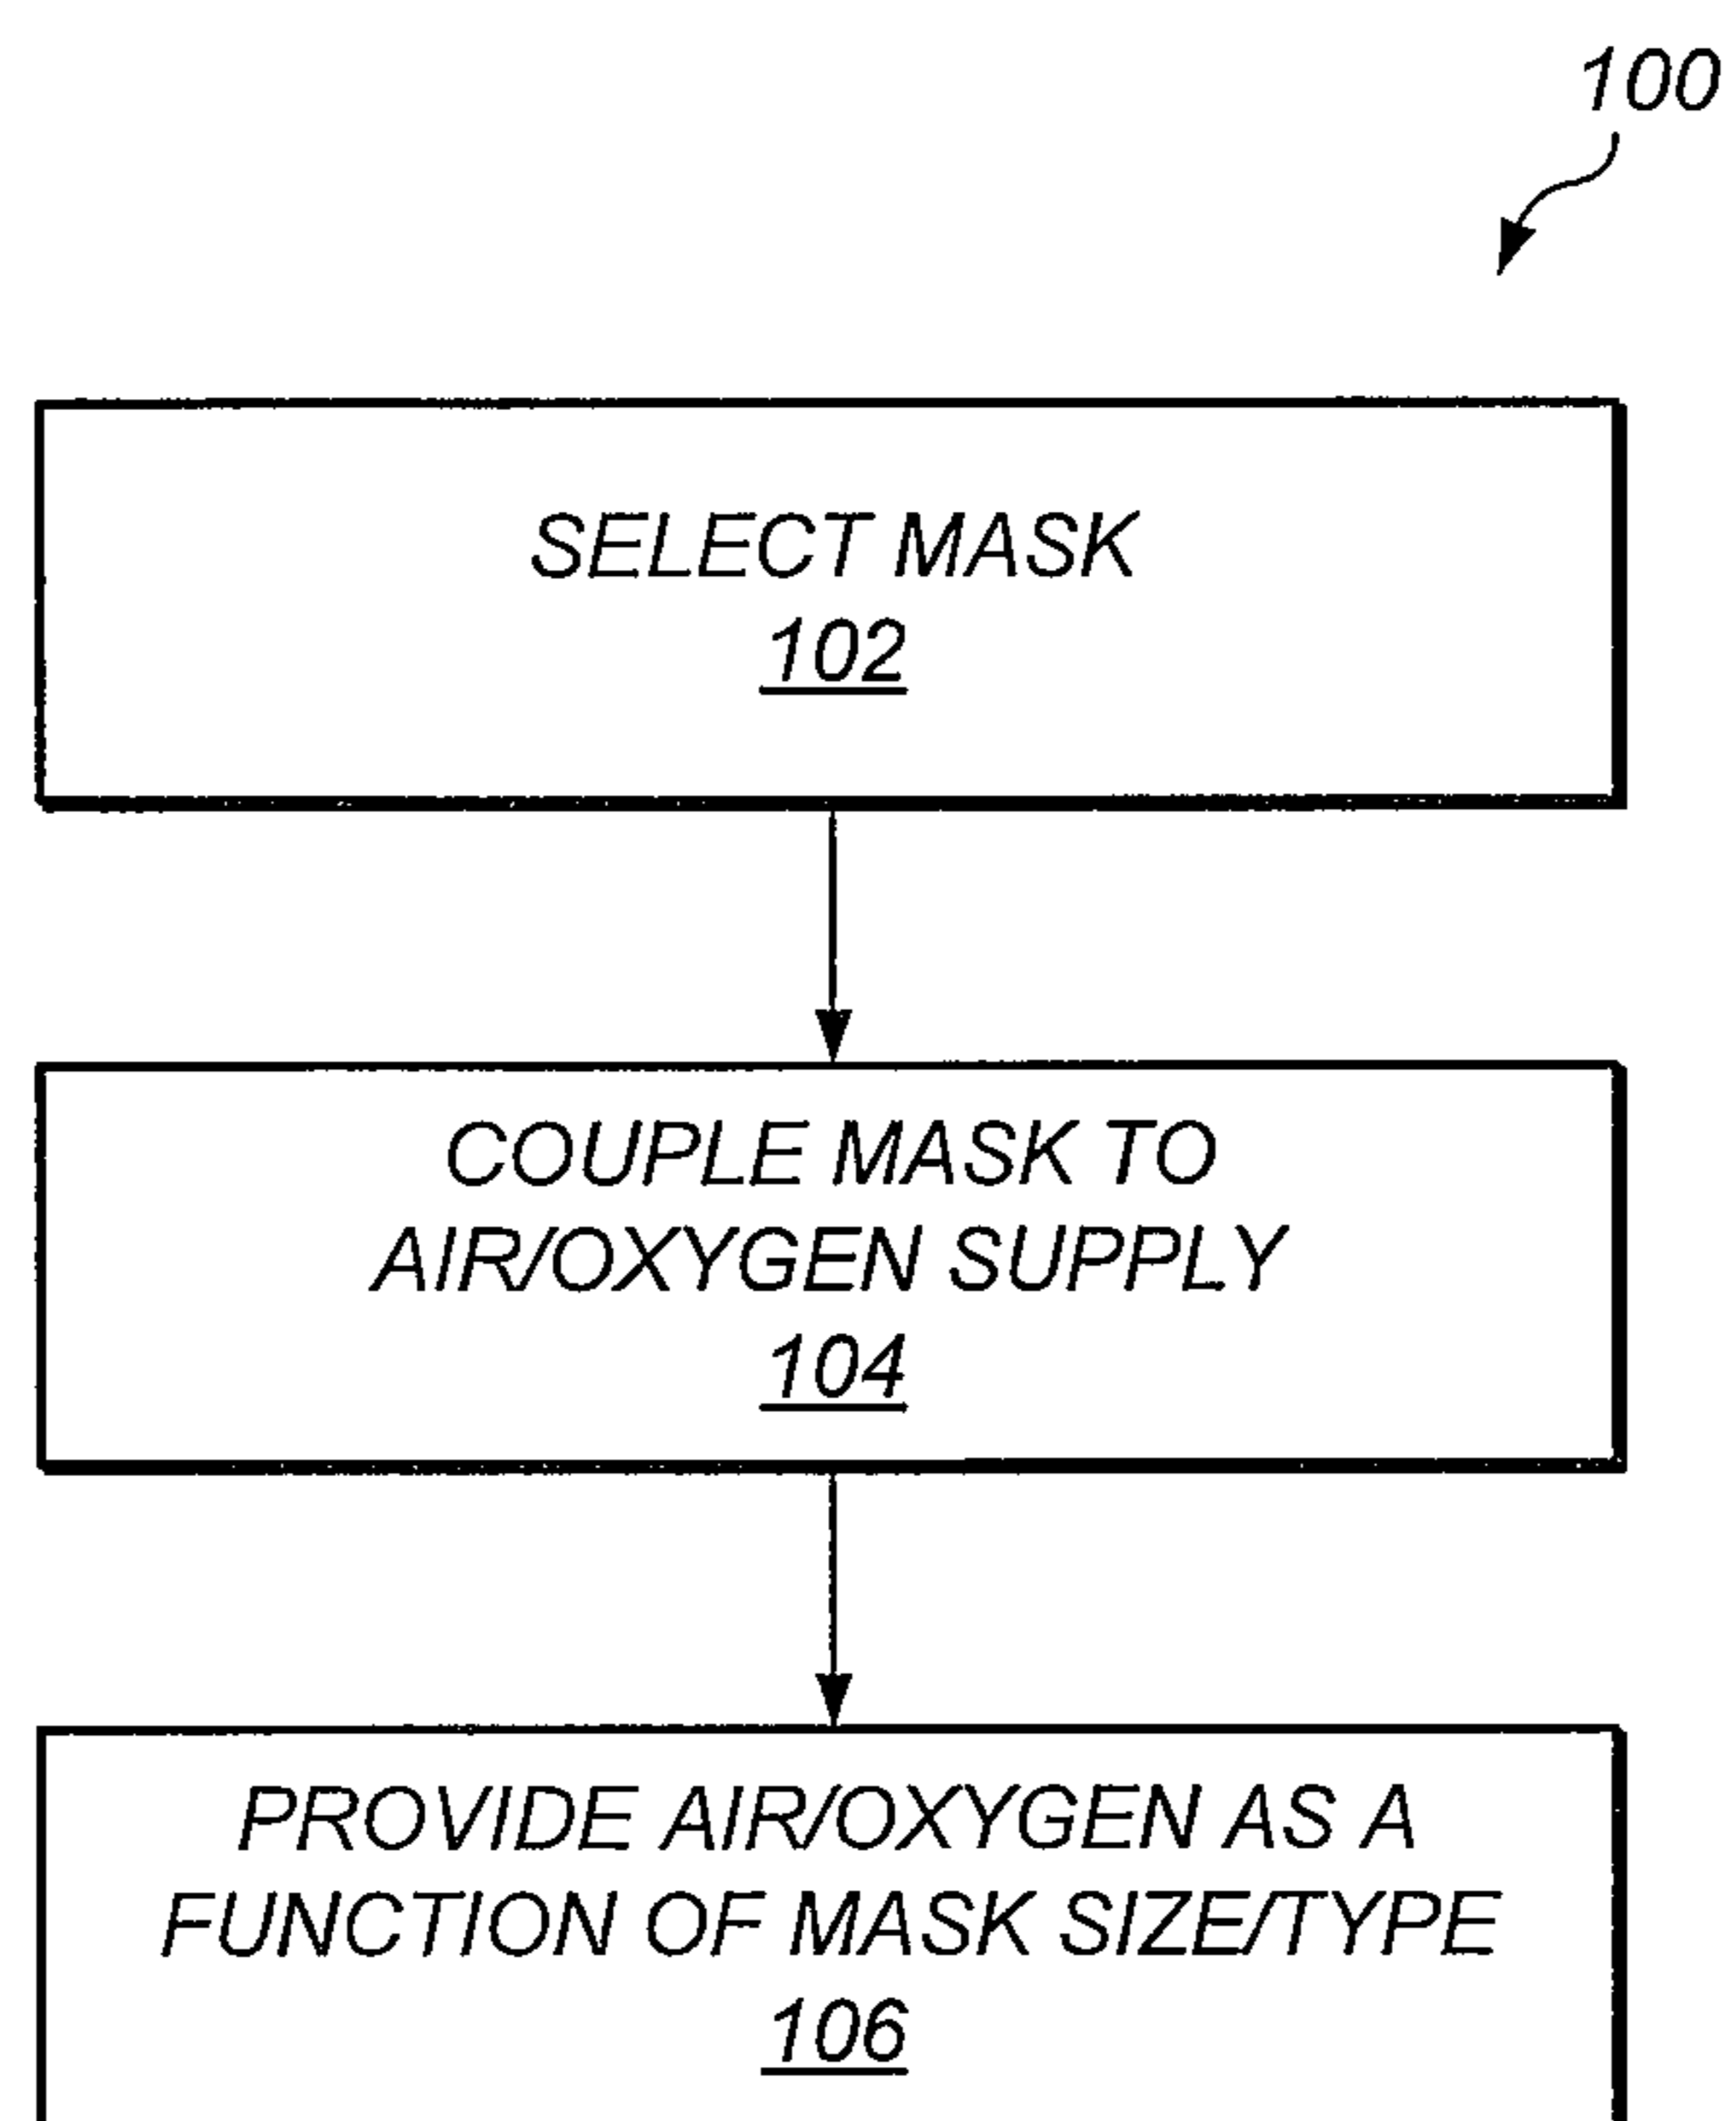 100
SELECT MASK
102
COUPLE MASK TO
AIR/OXYGEN SUPPLY
104
PROVIDE AIR/OXYGEN AS A
FUNCTION OF MASK SIZE/TYPE
106